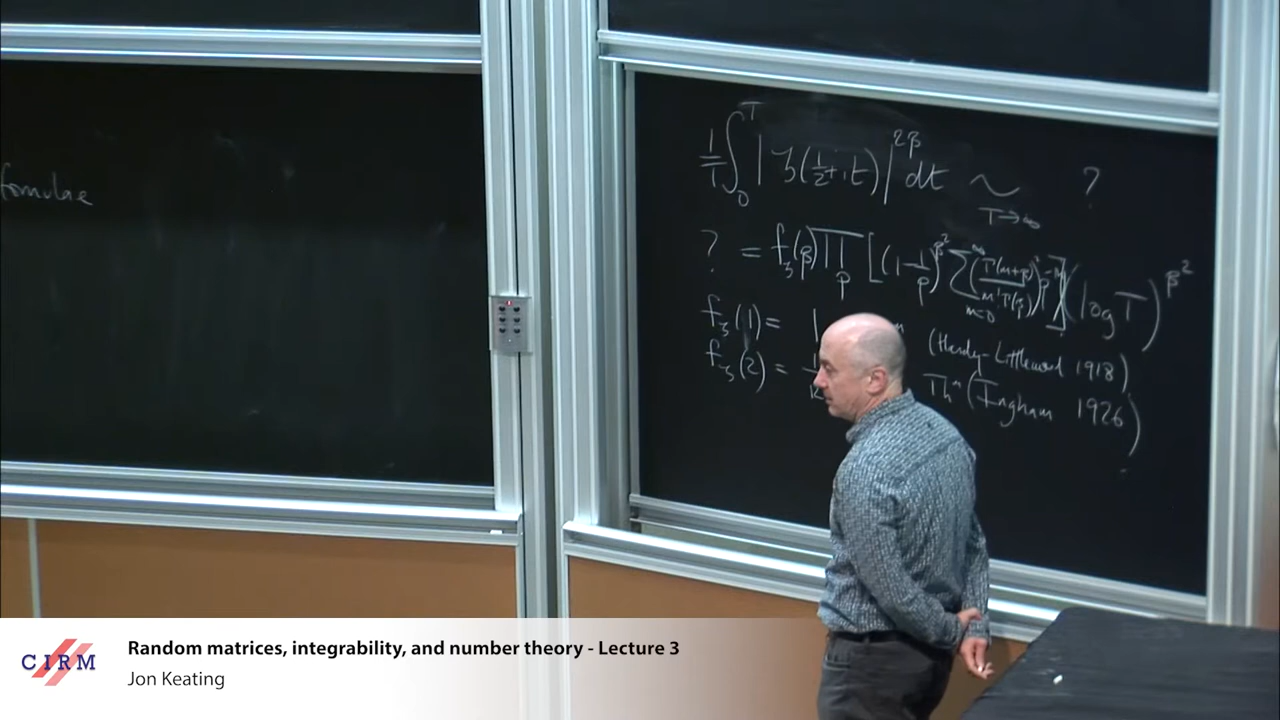 formulae
1/T ∫_0^T |ζ(1/2+it)|^{2β} dt ~_{T→∞} ?
? = f_ζ(β) ∏_p [(1-1/p)^{β²} ∑_{m=0}^∞ (Γ(m+β)/m!Γ(β))² p^{-m}] (log T)^{β²}
f_ζ(1) = 1 (Hardy-Littlewood 1918)
f_ζ(2) = Thm (Ingham 1926)
CIRM
Random matrices, integrability, and number theory - Lecture 3
Jon Keating